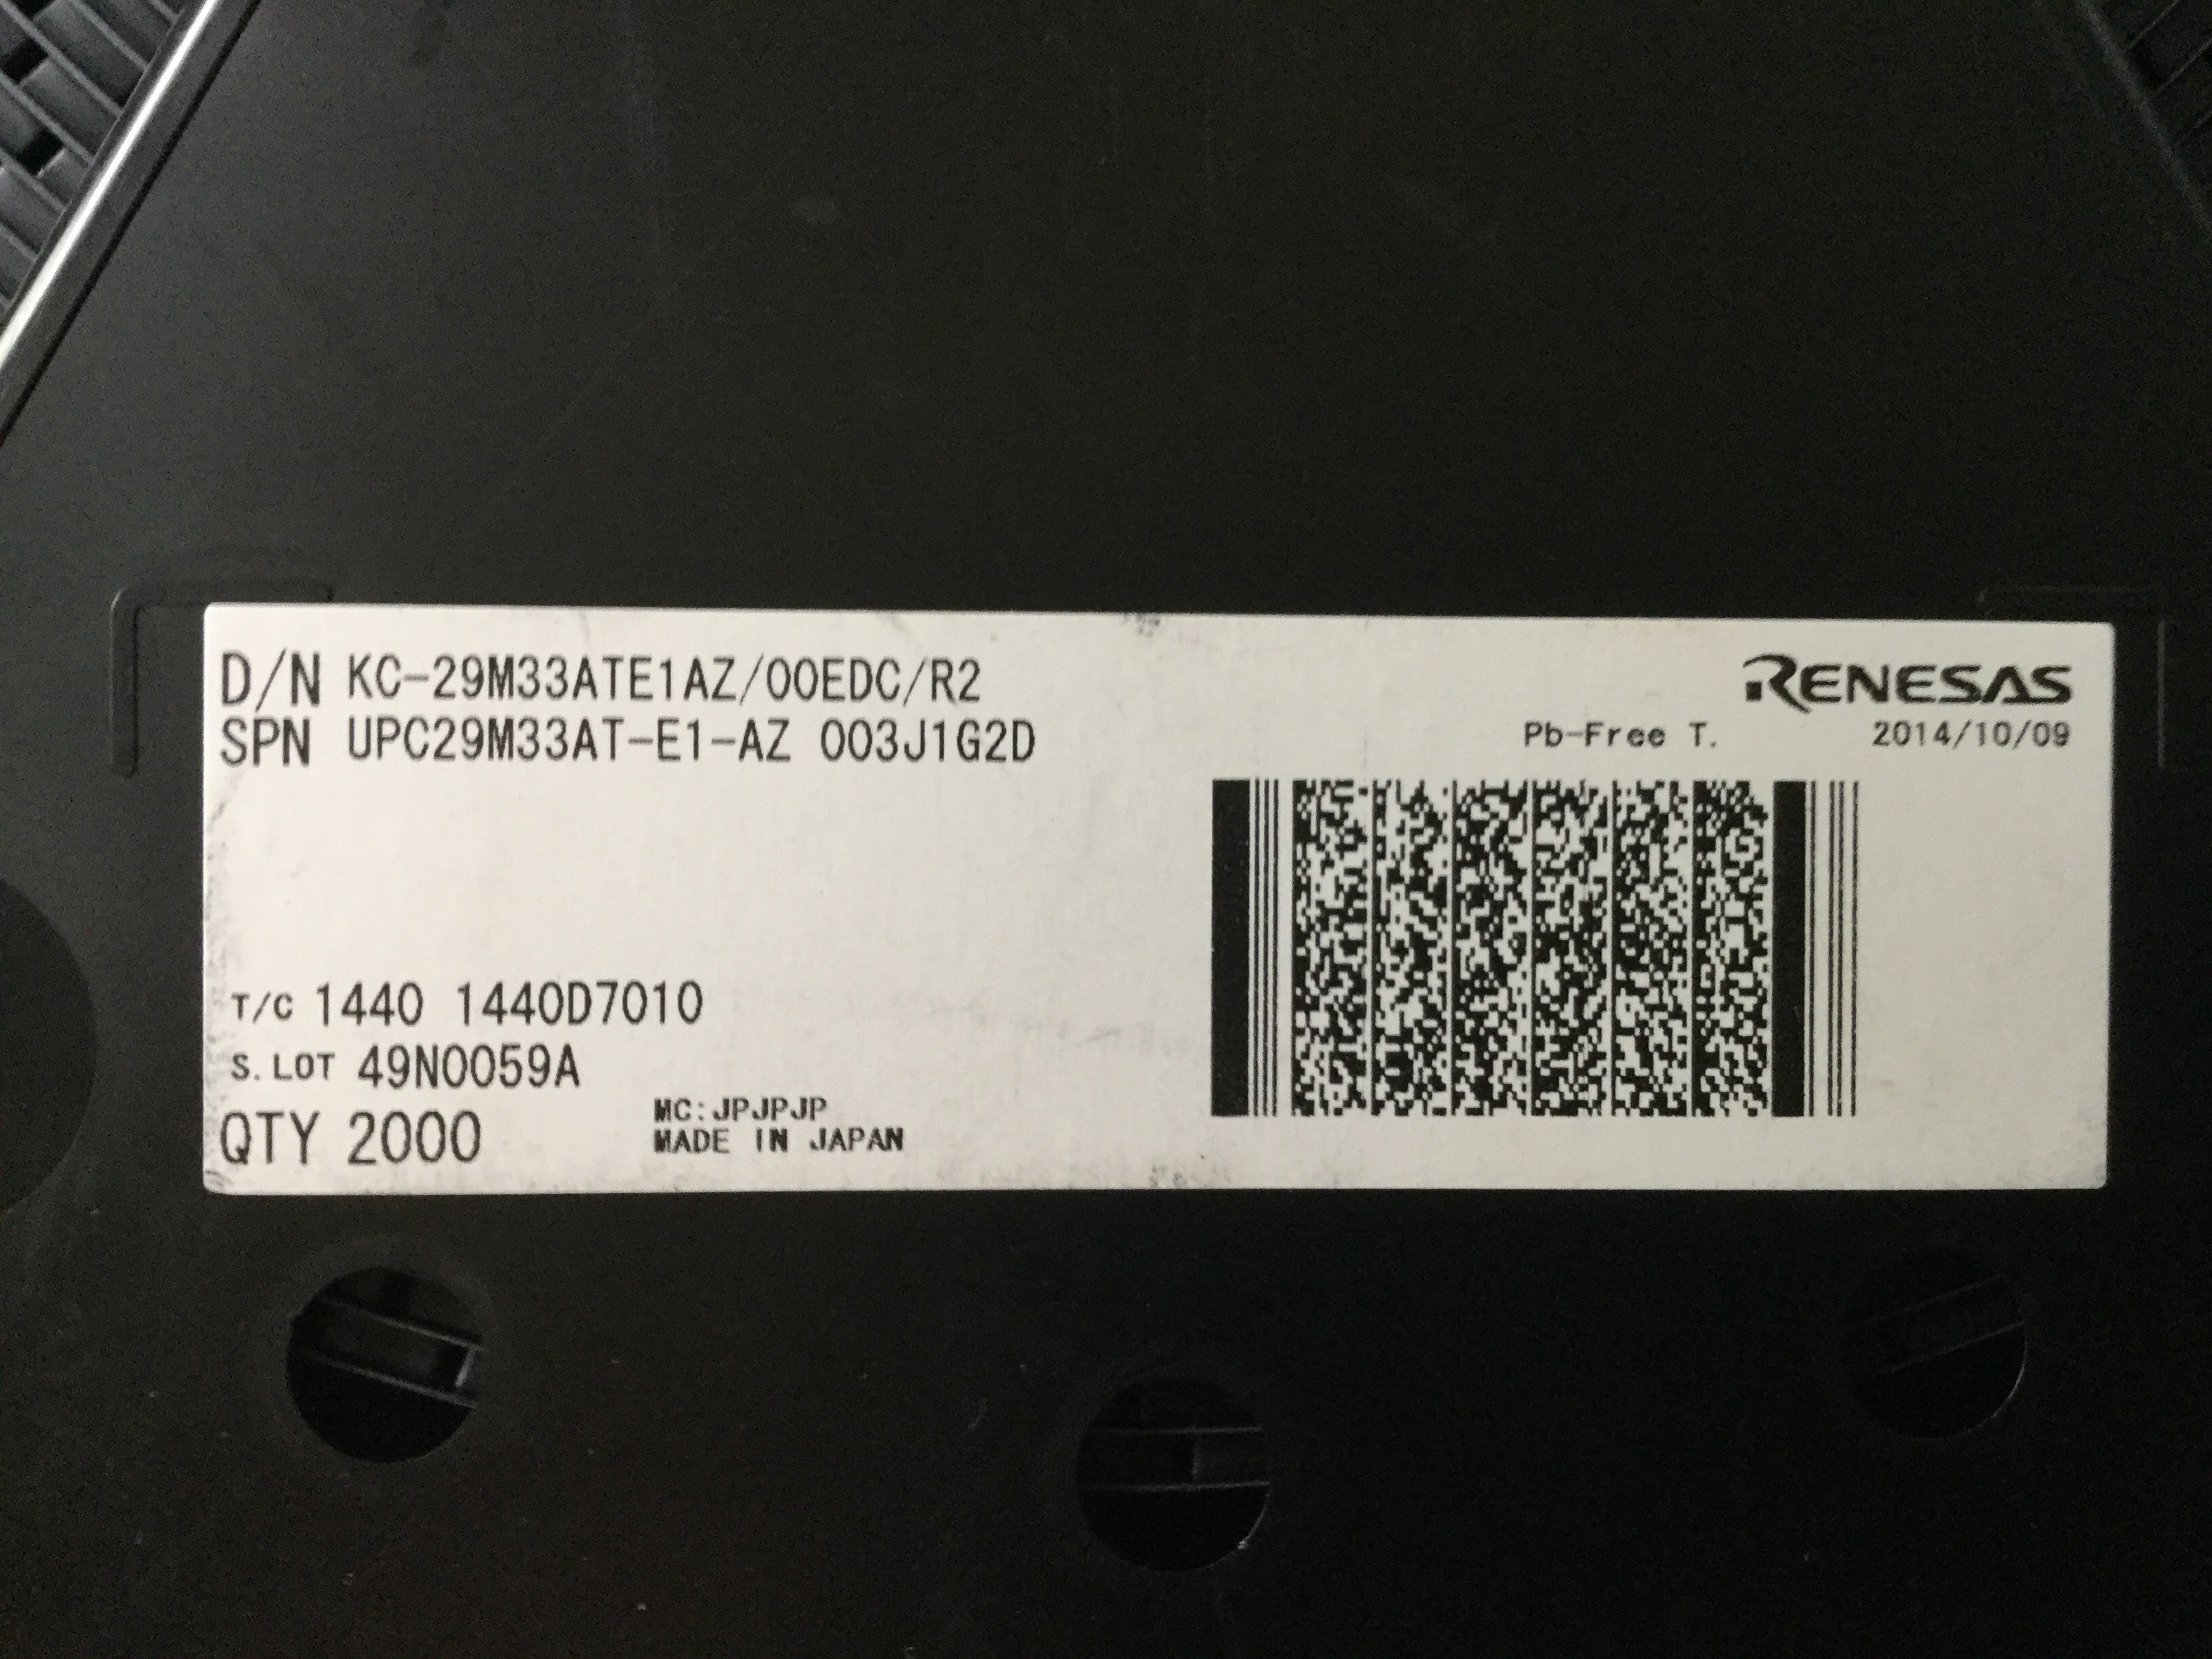 D/N KC-29M33ATE1AZ/00EDC/R2
SPN UPC29M33AT-E1-AZ 003J1G2D
RENESAS
Pb-Free T. 2014/10/09
T/C 1440 1440D7010
S. LOT 49N0059A
QTY 2000
MC:JPJPJP
MADE IN JAPAN